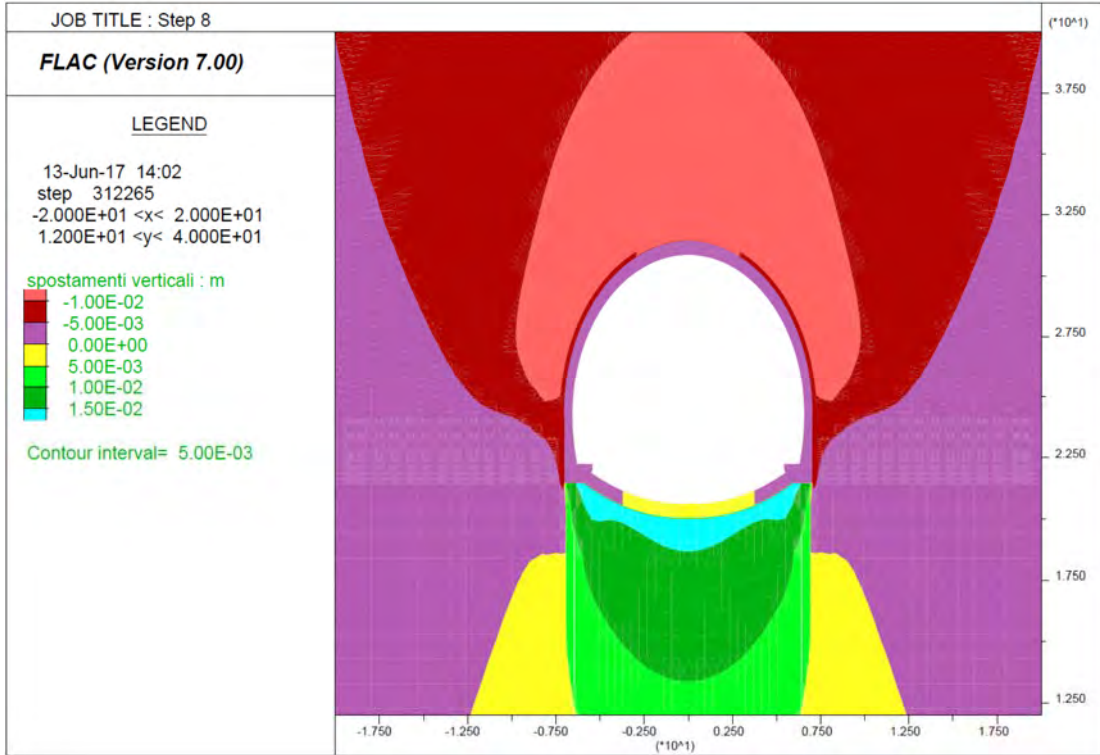 JOB TITLE : Step 8
(*10^1)
FLAC (Version 7.00)
LEGEND
13-Jun-17 14:02
step 312265
-2.000E+01 <x< 2.000E+01
1.200E+01 <y< 4.000E+01
spostamenti verticali : m
-1.00E-02
-5.00E-03
0.00E+00
5.00E-03
1.00E-02
1.50E-02
Contour interval= 5.00E-03
3.750
3.250
2.750
2.250
1.750
1.250
-1.750 -1.250 -0.750 -0.250 0.250 0.750 1.250 1.750
(*10^1)